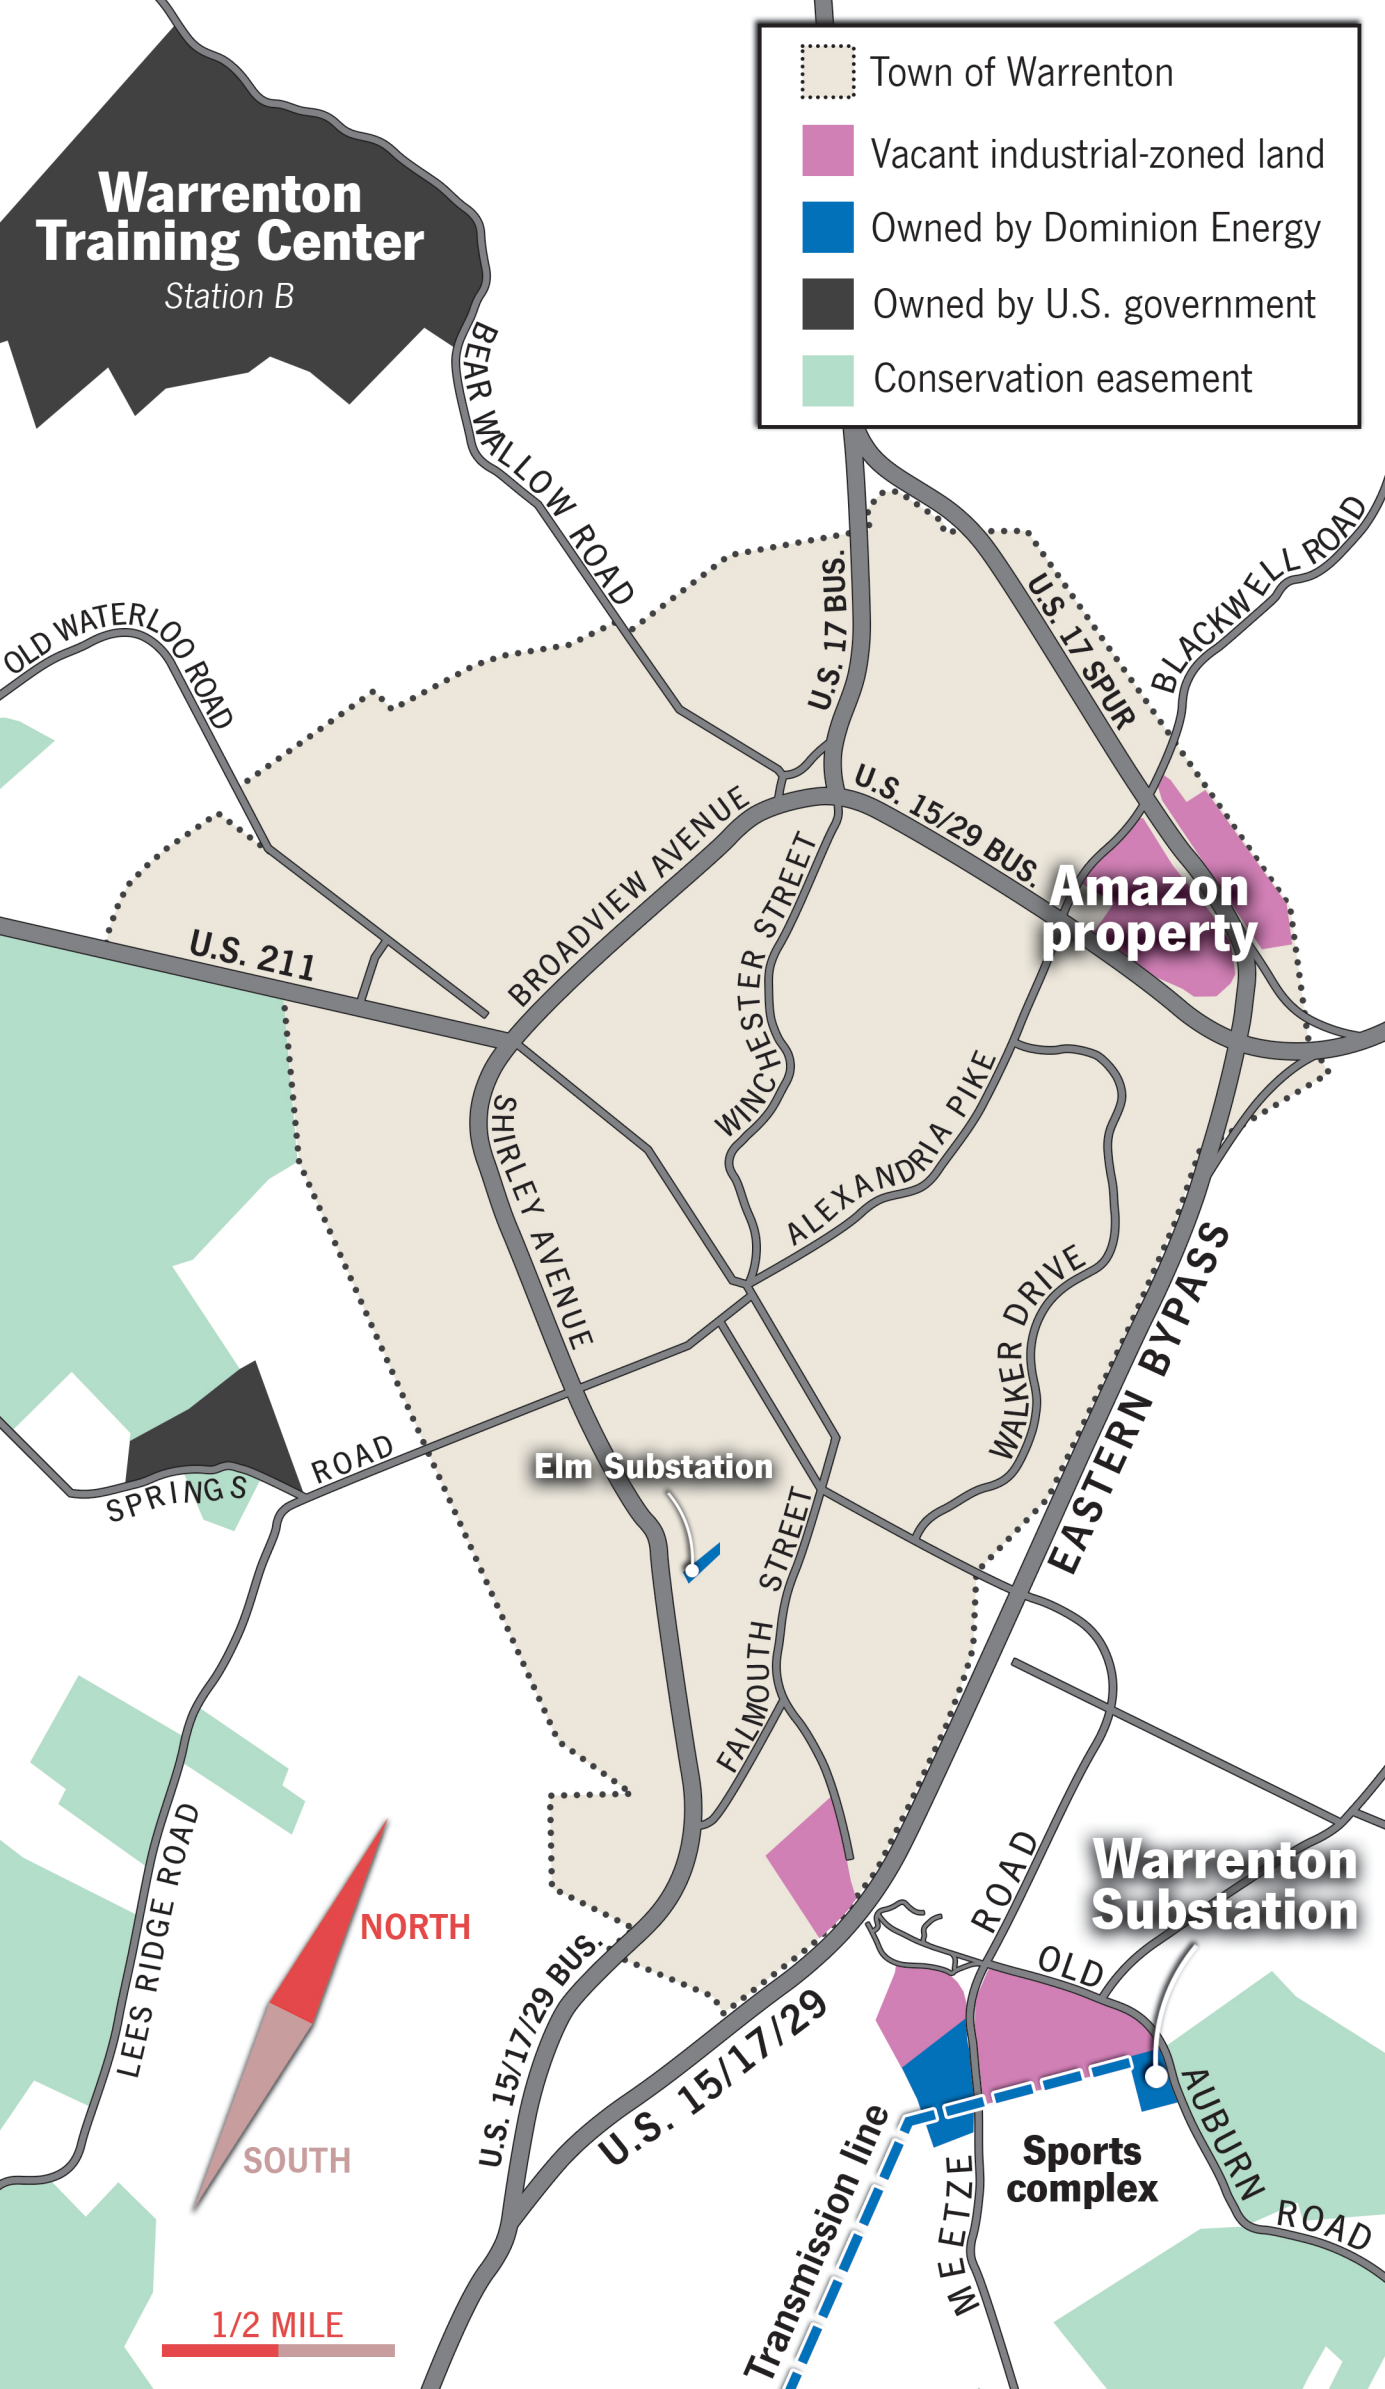 Town of Warrenton
Vacant industrial-zoned land
Owned by Dominion Energy
Owned by U.S. government
Conservation easement
Warrenton
Training Center
Station B
BEAR WALLOW ROAD
OLD WATERLOO ROAD
U.S. 17 BUS.
U.S. 17 SPUR
BLACKWELL ROAD
U.S. 15/29 BUS.
BROADVIEW AVENUE
WINCHESTER STREET
Amazon
property
U.S. 211
SHIRLEY AVENUE
ALEXANDRIA PIKE
WALKER DRIVE
EASTERN BYPASS
SPRINGS ROAD
Elm Substation
FALMOUTH STREET
LEES RIDGE ROAD
NORTH
SOUTH
1/2 MILE
U.S. 15/17/29 BUS.
U.S. 15/17/29
Warrenton
Substation
OLD AUBURN ROAD
MEETZE ROAD
Sports
complex
Transmission line